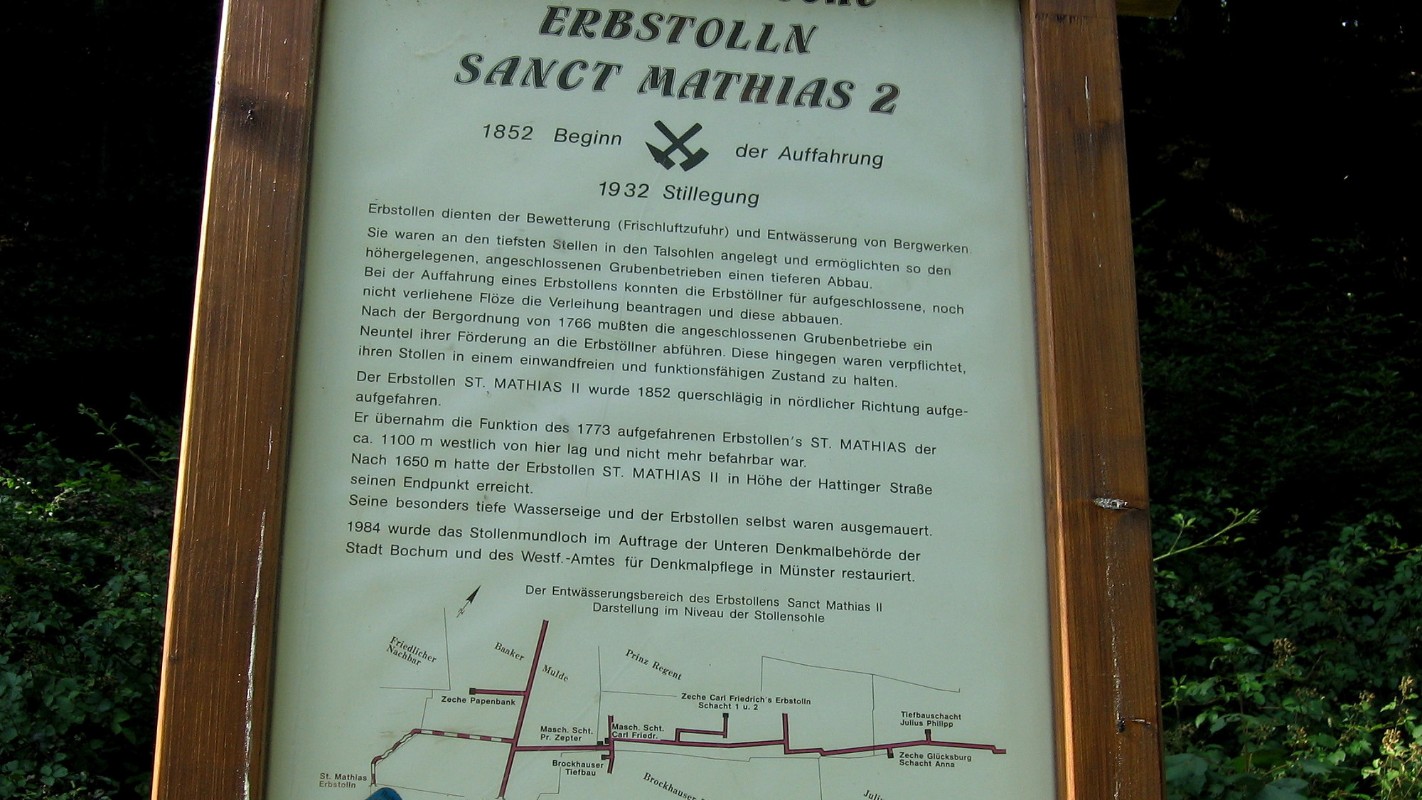 ERBSTOLLN
SANCT MATHIAS 2
1852 Beginn der Auffahrung
1932 Stillegung
Erbstollen dienten der Bewetterung (Frischluftzufuhr) und Entwässerung von Bergwerken.
Sie waren an den tiefsten Stellen in den Talsohlen angelegt und ermöglichten so den
höhergelegenen, angeschlossenen Grubenbetrieben einen tieferen Abbau.
Bei der Auffahrung eines Erbstollens konnten die Erbstöllner für aufgeschlossene, noch
nicht verliehene Flöze die Verleihung beantragen und diese abbauen.
Nach der Bergordnung von 1766 mußten die angeschlossenen Grubenbetriebe ein
Neuntel ihrer Förderung an die Erbstöllner abführen. Diese hingegen waren verpflichtet,
ihren Stollen in einem einwandfreien und funktionsfähigen Zustand zu halten.
Der Erbstollen ST. MATHIAS II wurde 1852 querschlägig in nördlicher Richtung aufge-
aufgefahren.
Er übernahm die Funktion des 1773 aufgefahrenen Erbstollen's ST. MATHIAS der
ca. 1100 m westlich von hier lag und nicht mehr befahrbar war.
Nach 1650 m hatte der Erbstollen ST. MATHIAS II in Höhe der Hattinger Straße
seinen Endpunkt erreicht.
Seine besonders tiefe Wasserseige und der Erbstollen selbst waren ausgemauert.
1984 wurde das Stollenmundloch im Auftrage der Unteren Denkmalbehörde der
Stadt Bochum und des Westf.-Amtes für Denkmalpflege in Münster restauriert.
Der Entwässerungsbereich des Erbstollens Sanct Mathias II
Darstellung im Niveau der Stollensohle
Friedlicher
Nachbar
Baaker
Mulde
Prinz Regent
Zeche Papenbank
Zeche Carl Friedrich's Erbstolln
Schacht 1 u. 2
Masch. Scht.
Pr. Zepter
Masch. Scht.
Carl Friedr.
Tiefbauschacht
Julius Philipp
Brockhauser
Tiefbau
Zeche Glücksburg
Schacht Anna
St. Mathias
Erbstolln
Brockhauser